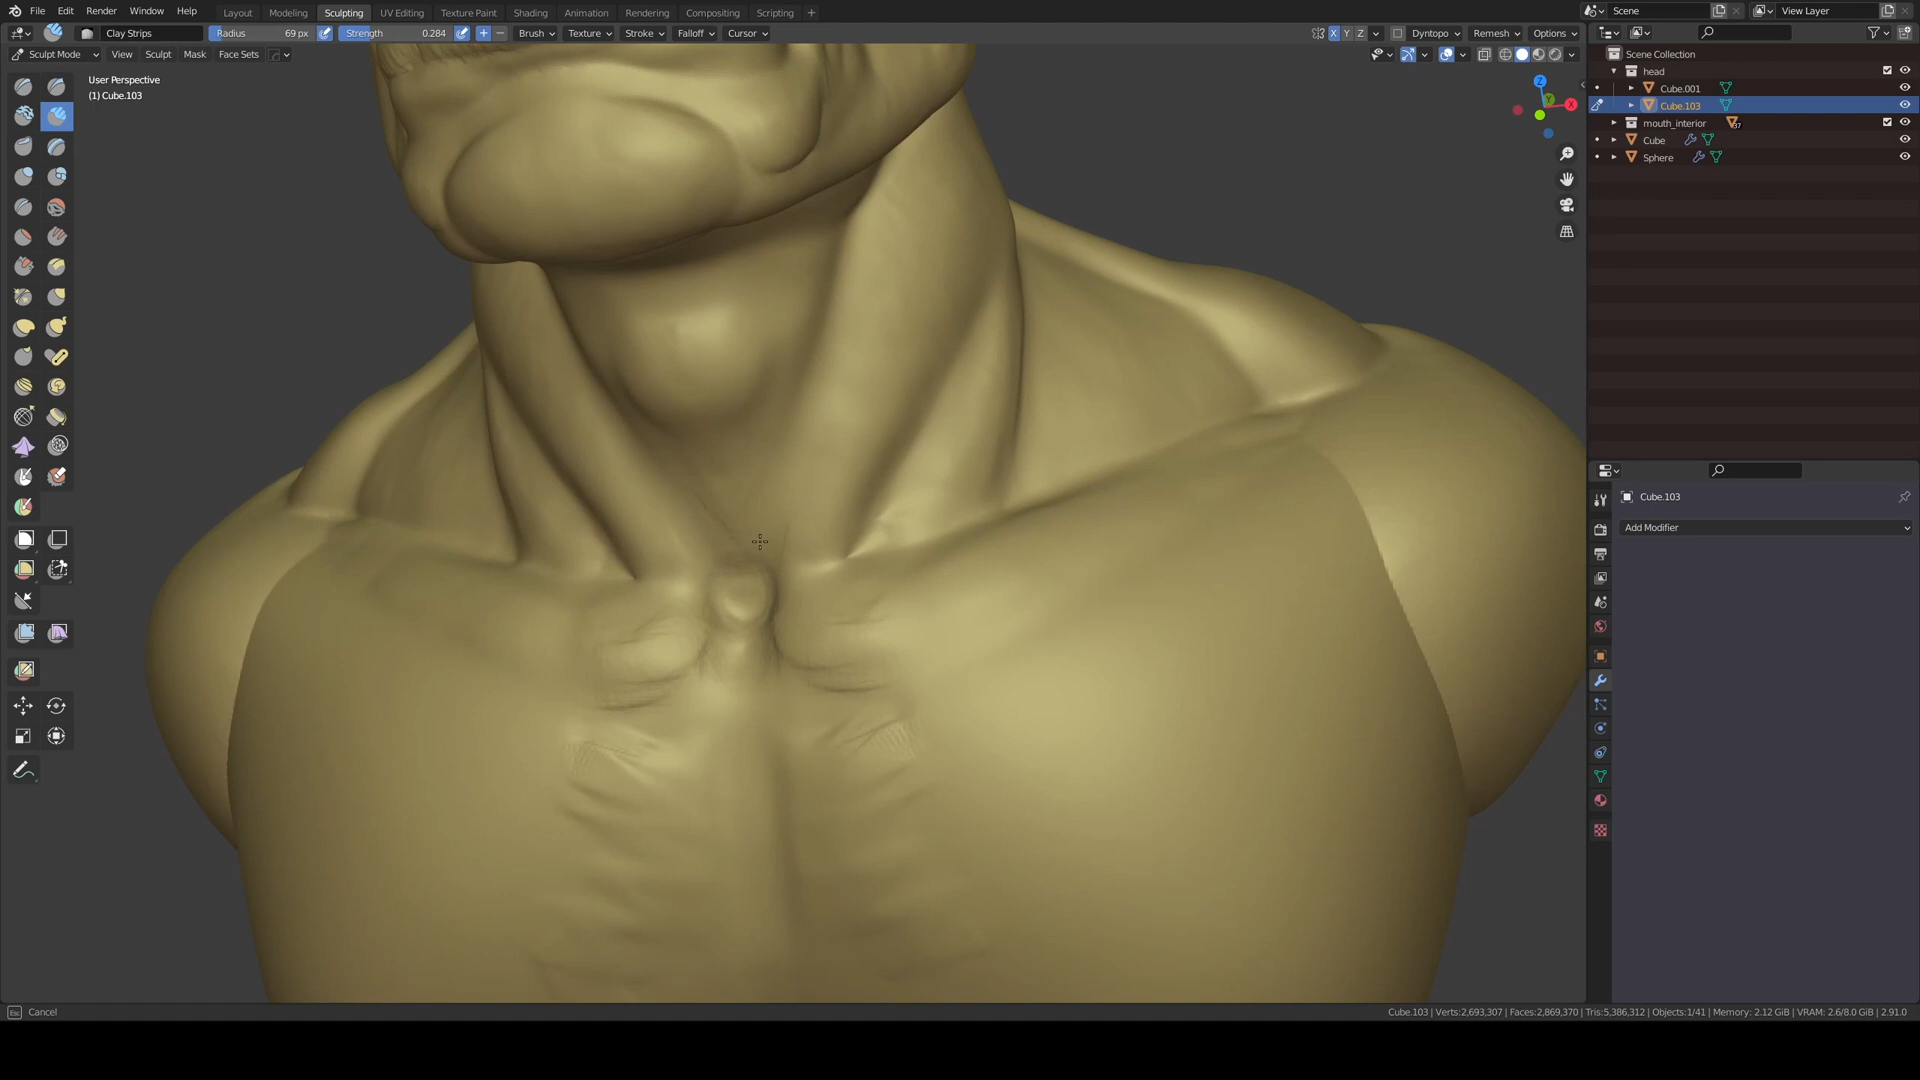 File Edit Render Window Help Layout Modeling Sculpting UV Editing Texture Paint Shading Animation Rendering Compositing Scripting + Scene View Layer
Clay Strips Radius 69 px Strength 0.284 Brush Texture Stroke Falloff Cursor X Y Z Dyntopo Remesh Options
Sculpt Mode View Sculpt Mask Face Sets
Scene Collection
head
Cube.001
Cube.103
mouth_interior 37
Cube
Sphere
User Perspective
(1) Cube.103
Z
Y
X
Cube.103
Add Modifier
Esc Cancel
Cube.103 | Verts:2,693,307 | Faces:2,869,370 | Tris:5,386,312 | Objects:1/41 | Memory: 2.12 GiB | VRAM: 2.6/8.0 GiB | 2.91.0